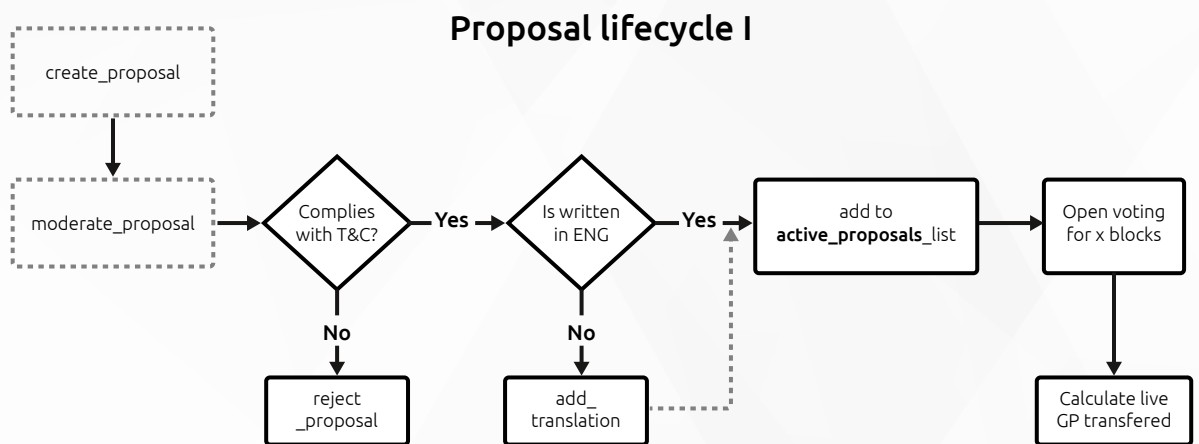 Proposal lifecycle I
create_proposal
moderate_proposal
Complies
with T&C?
Yes
Is written
in ENG
Yes
add to
active_proposals_list
Open voting
for x blocks
No
No
reject
_proposal
add_
translation
Calculate live
GP transfered